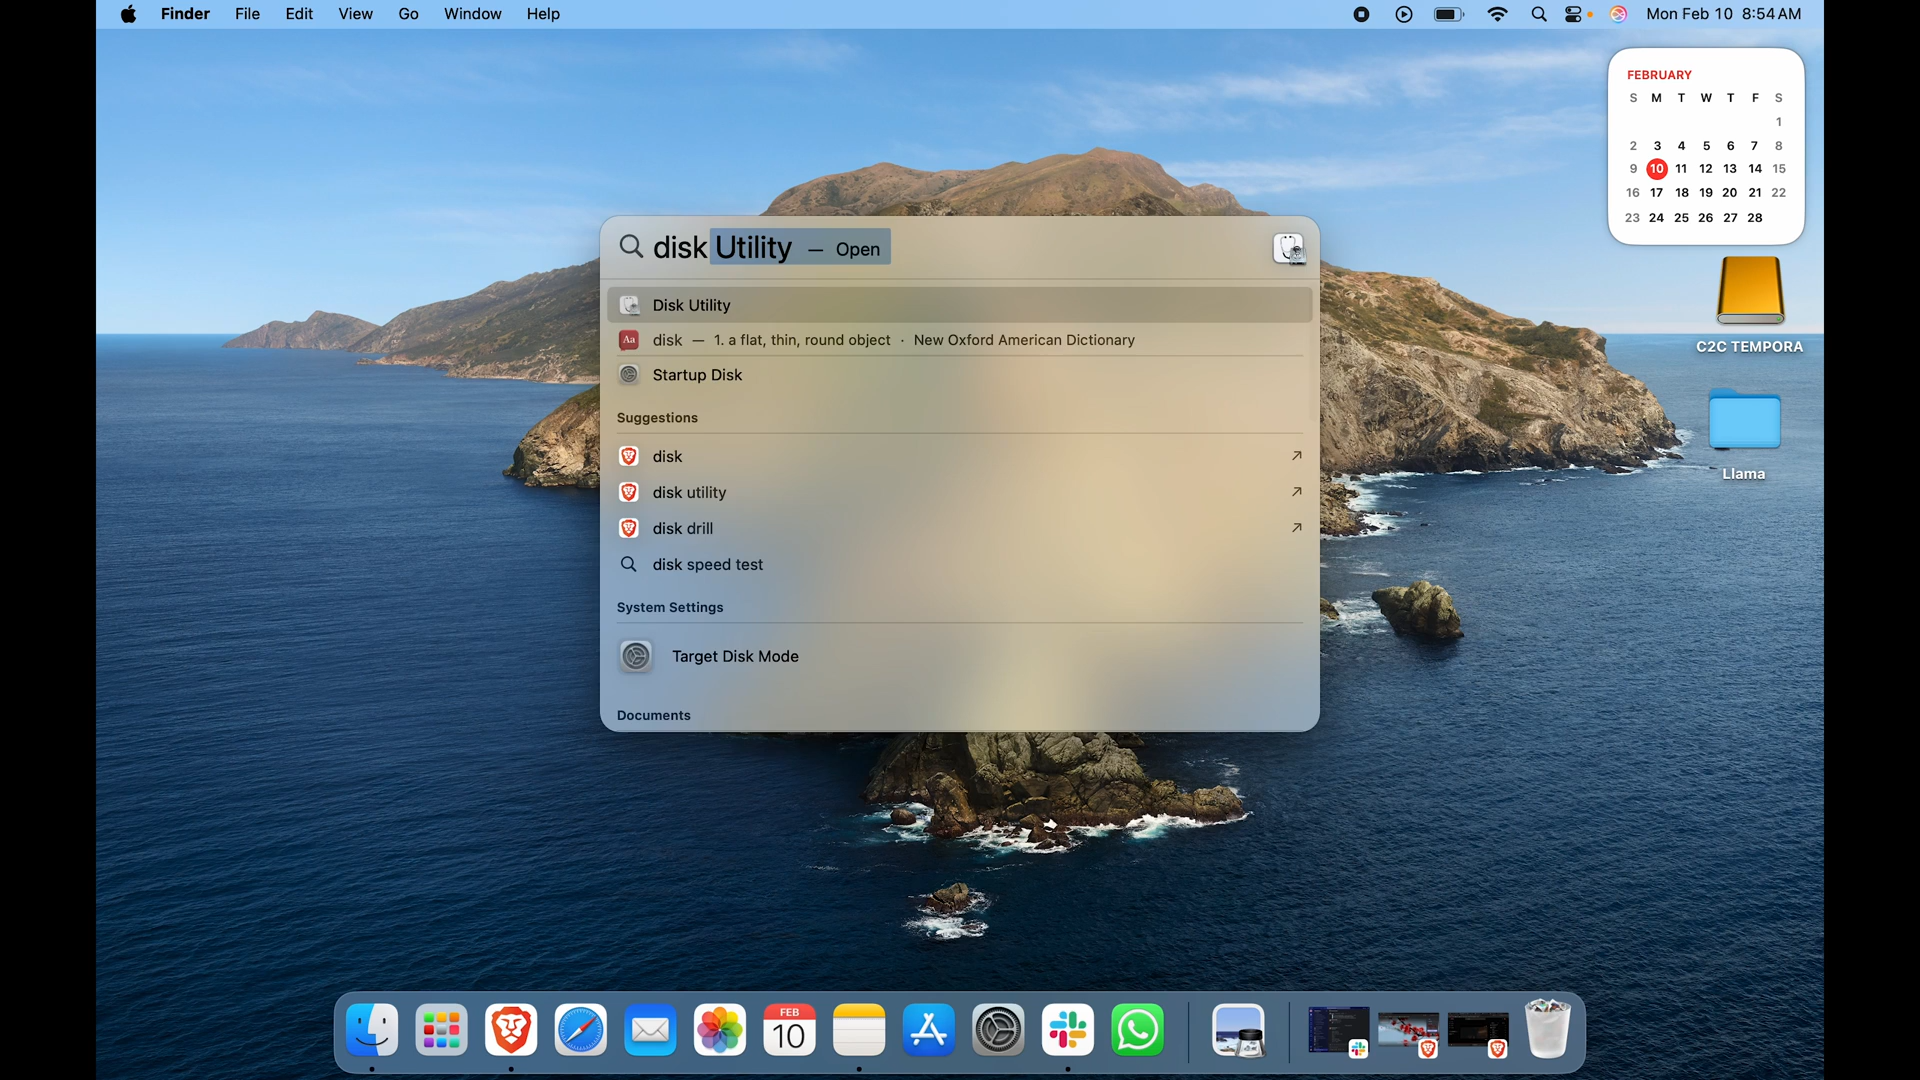 Finder File Edit View Go Window Help Mon Feb 10 8:54 AM
FEBRUARY
S M T W T F S
1
2 3 4 5 6 7 8
9 10 11 12 13 14 15
16 17 18 19 20 21 22
23 24 25 26 27 28
C2C TEMPORA
Llama
disk Utility — Open
Disk Utility
Aa disk — 1. a flat, thin, round object · New Oxford American Dictionary
Startup Disk
Suggestions
disk
disk utility
disk drill
disk speed test
System Settings
Target Disk Mode
Documents
FEB
10